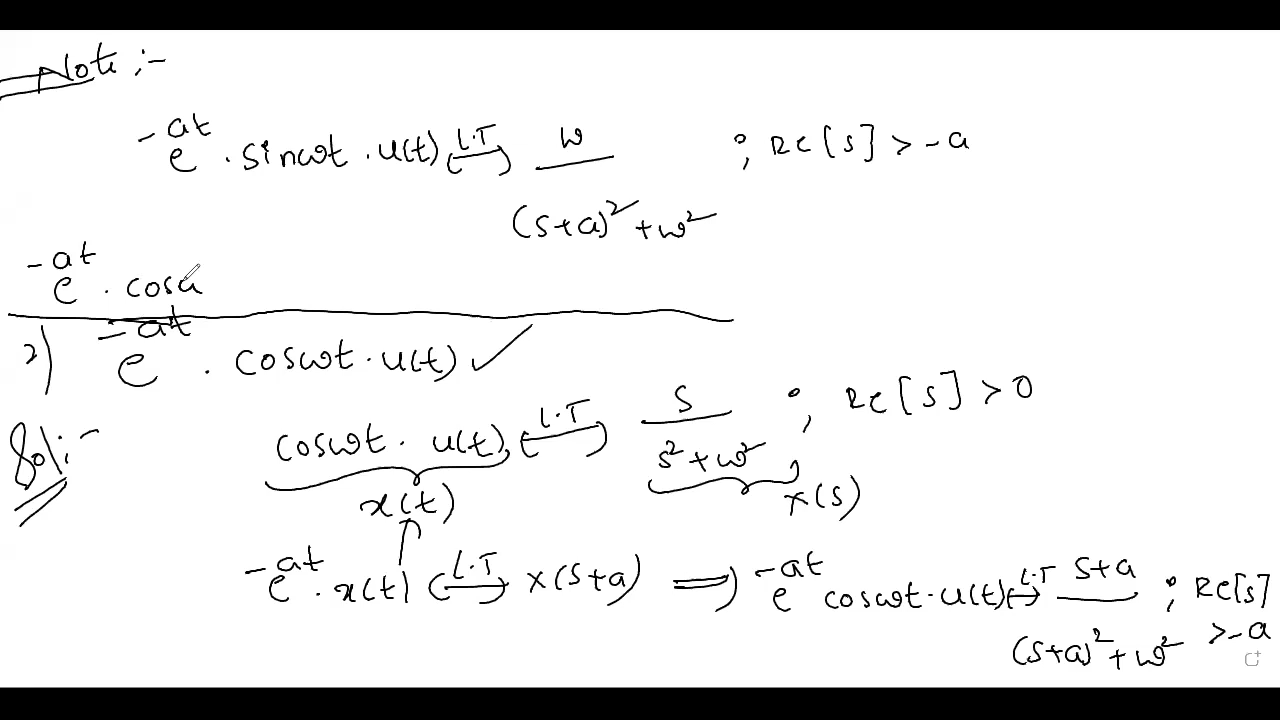 Note :-
e^-at . sinωt . u(t) ⟷ L.T ω / (s+a)² + ω² ; Re[s] > -a
e^-at . cosω
2) e^-at . cosωt . u(t) ✓
Sol:-
cosωt . u(t) ⟷ L.T s / s² + ω² ; Re[s] > 0
x(t) X(s)
e^-at . x(t) ⟷ L.T X(s+a) ⟹ e^-at cosωt . u(t) ⟷ L.T s+a / (s+a)² + ω² ; Re[s] > -a